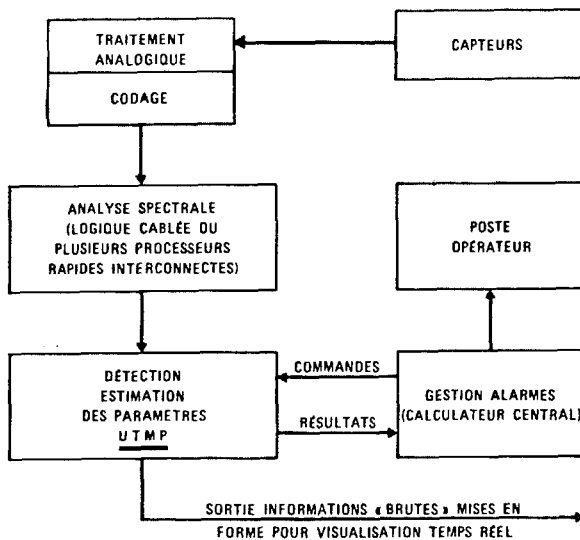 TRAITEMENT
ANALOGIQUE
CODAGE
CAPTEURS
ANALYSE SPECTRALE
(LOGIQUE CABLÉE OU
PLUSIEURS PROCESSEURS
RAPIDES INTERCONNECTES)
POSTE
OPÉRATEUR
DÉTECTION
ESTIMATION
DES PARAMETRES
UTMP
COMMANDES
RÉSULTATS
GESTION ALARMES
(CALCULATEUR CENTRAL)
SORTIE INFORMATIONS « BRUTES » MISES EN
FORME POUR VISUALISATION TEMPS RÉEL